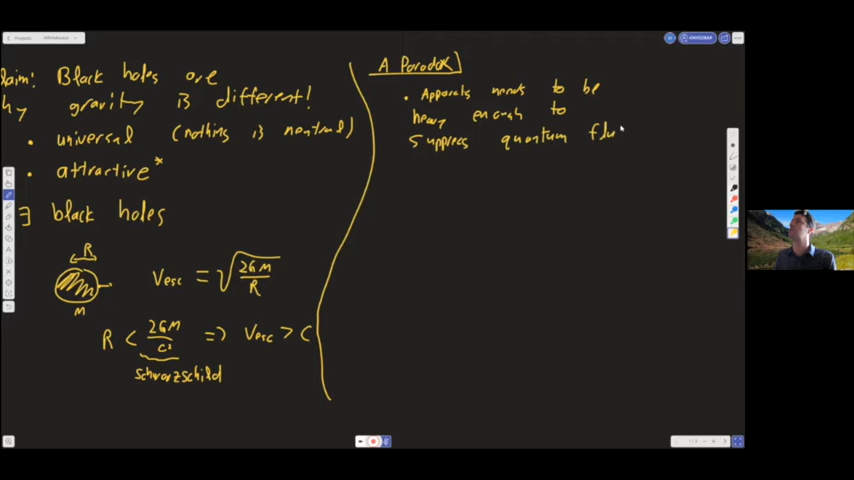 laim! Black holes are
hy gravity is different!
• universal (nothing is neutral)
• attractive*
∃ black holes
R
M
Vesc = √(2GM/R)
R < 2GM/C² => Vesc > C
schwarzschild
A Paradox
• Apparatus needs to be
heavy enough to
suppress quantum flu